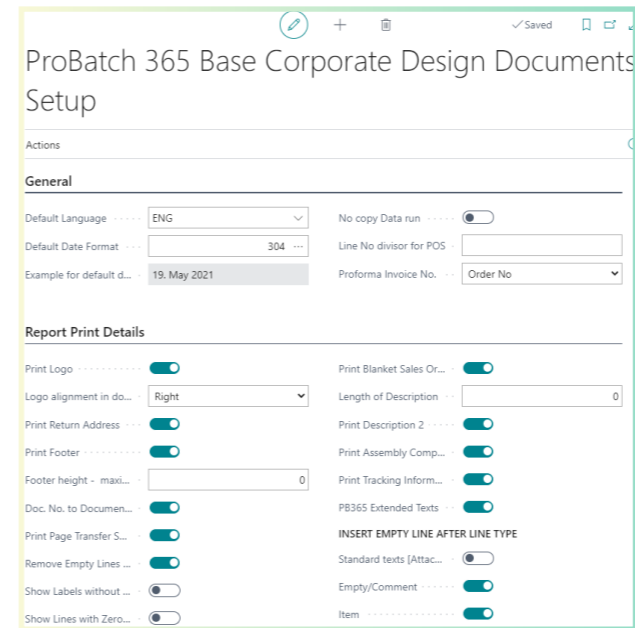 Saved
ProBatch 365 Base Corporate Design Documents
Setup
Actions
General
Default Language ENG
Default Date Format 304 ...
Example for default d... 19. May 2021
No copy Data run
Line No divisor for POS
Proforma Invoice No. Order No
Report Print Details
Print Logo
Logo alignment in do... Right
Print Return Address
Print Footer
Footer height - maxi... 0
Doc. No. to Documen...
Print Page Transfer S...
Remove Empty Lines ...
Show Labels without ...
Show Lines with Zero...
Print Blanket Sales Or...
Length of Description 0
Print Description 2
Print Assembly Comp...
Print Tracking Inform...
PB365 Extended Texts
INSERT EMPTY LINE AFTER LINE TYPE
Standard texts [Attac...
Empty/Comment
Item